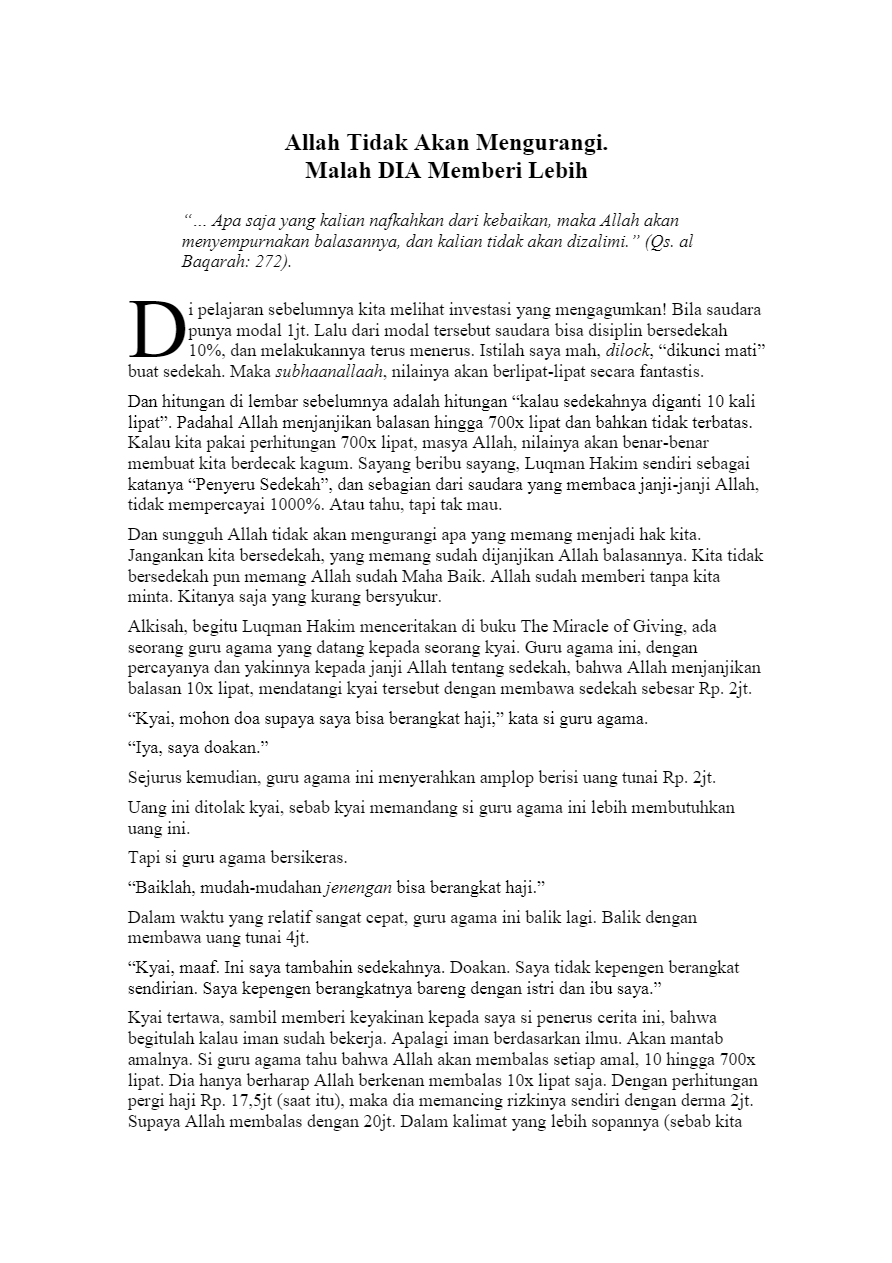 Allah Tidak Akan Mengurangi.
Malah DIA Memberi Lebih
“… Apa saja yang kalian nafkahkan dari kebaikan, maka Allah akan
menyempurnakan balasannya, dan kalian tidak akan dizalimi.” (Qs. al
Baqarah: 272).
Di pelajaran sebelumnya kita melihat investasi yang mengagumkan! Bila saudara
punya modal 1jt. Lalu dari modal tersebut saudara bisa disiplin bersedekah
10%, dan melakukannya terus menerus. Istilah saya mah, dilock, “dikunci mati”
buat sedekah. Maka subhaanallaah, nilainya akan berlipat-lipat secara fantastis.
Dan hitungan di lembar sebelumnya adalah hitungan “kalau sedekahnya diganti 10 kali
lipat”. Padahal Allah menjanjikan balasan hingga 700x lipat dan bahkan tidak terbatas.
Kalau kita pakai perhitungan 700x lipat, masya Allah, nilainya akan benar-benar
membuat kita berdecak kagum. Sayang beribu sayang, Luqman Hakim sendiri sebagai
katanya “Penyeru Sedekah”, dan sebagian dari saudara yang membaca janji-janji Allah,
tidak mempercayai 1000%. Atau tahu, tapi tak mau.
Dan sungguh Allah tidak akan mengurangi apa yang memang menjadi hak kita.
Jangankan kita bersedekah, yang memang sudah dijanjikan Allah balasannya. Kita tidak
bersedekah pun memang Allah sudah Maha Baik. Allah sudah memberi tanpa kita
minta. Kitanya saja yang kurang bersyukur.
Alkisah, begitu Luqman Hakim menceritakan di buku The Miracle of Giving, ada
seorang guru agama yang datang kepada seorang kyai. Guru agama ini, dengan
percayanya dan yakinnya kepada janji Allah tentang sedekah, bahwa Allah menjanjikan
balasan 10x lipat, mendatangi kyai tersebut dengan membawa sedekah sebesar Rp. 2jt.
“Kyai, mohon doa supaya saya bisa berangkat haji,” kata si guru agama.
“Iya, saya doakan.”
Sejurus kemudian, guru agama ini menyerahkan amplop berisi uang tunai Rp. 2jt.
Uang ini ditolak kyai, sebab kyai memandang si guru agama ini lebih membutuhkan
uang ini.
Tapi si guru agama bersikeras.
“Baiklah, mudah-mudahan jenengan bisa berangkat haji.”
Dalam waktu yang relatif sangat cepat, guru agama ini balik lagi. Balik dengan
membawa uang tunai 4jt.
“Kyai, maaf. Ini saya tambahin sedekahnya. Doakan. Saya tidak kepengen berangkat
sendirian. Saya kepengen berangkatnya bareng dengan istri dan ibu saya.”
Kyai tertawa, sambil memberi keyakinan kepada saya si penerus cerita ini, bahwa
begitulah kalau iman sudah bekerja. Apalagi iman berdasarkan ilmu. Akan mantab
amalnya. Si guru agama tahu bahwa Allah akan membalas setiap amal, 10 hingga 700x
lipat. Dia hanya berharap Allah berkenan membalas 10x lipat saja. Dengan perhitungan
pergi haji Rp. 17,5jt (saat itu), maka dia memancing rizkinya sendiri dengan derma 2jt.
Supaya Allah membalas dengan 20jt. Dalam kalimat yang lebih sopannya (sebab kita